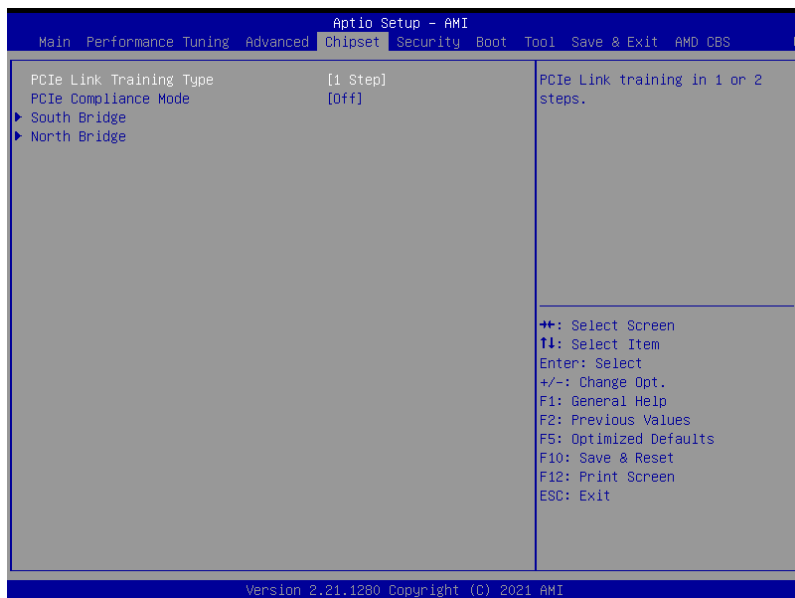 Aptio Setup - AMI
Main Performance Tuning Advanced Chipset Security Boot Tool Save & Exit AMD CBS
PCIe Link Training Type [1 Step]
PCIe Compliance Mode [Off]
South Bridge
North Bridge
PCIe Link training in 1 or 2
steps.
→←: Select Screen
↑↓: Select Item
Enter: Select
+/-: Change Opt.
F1: General Help
F2: Previous Values
F5: Optimized Defaults
F10: Save & Reset
F12: Print Screen
ESC: Exit
Version 2.21.1280 Copyright (C) 2021 AMI